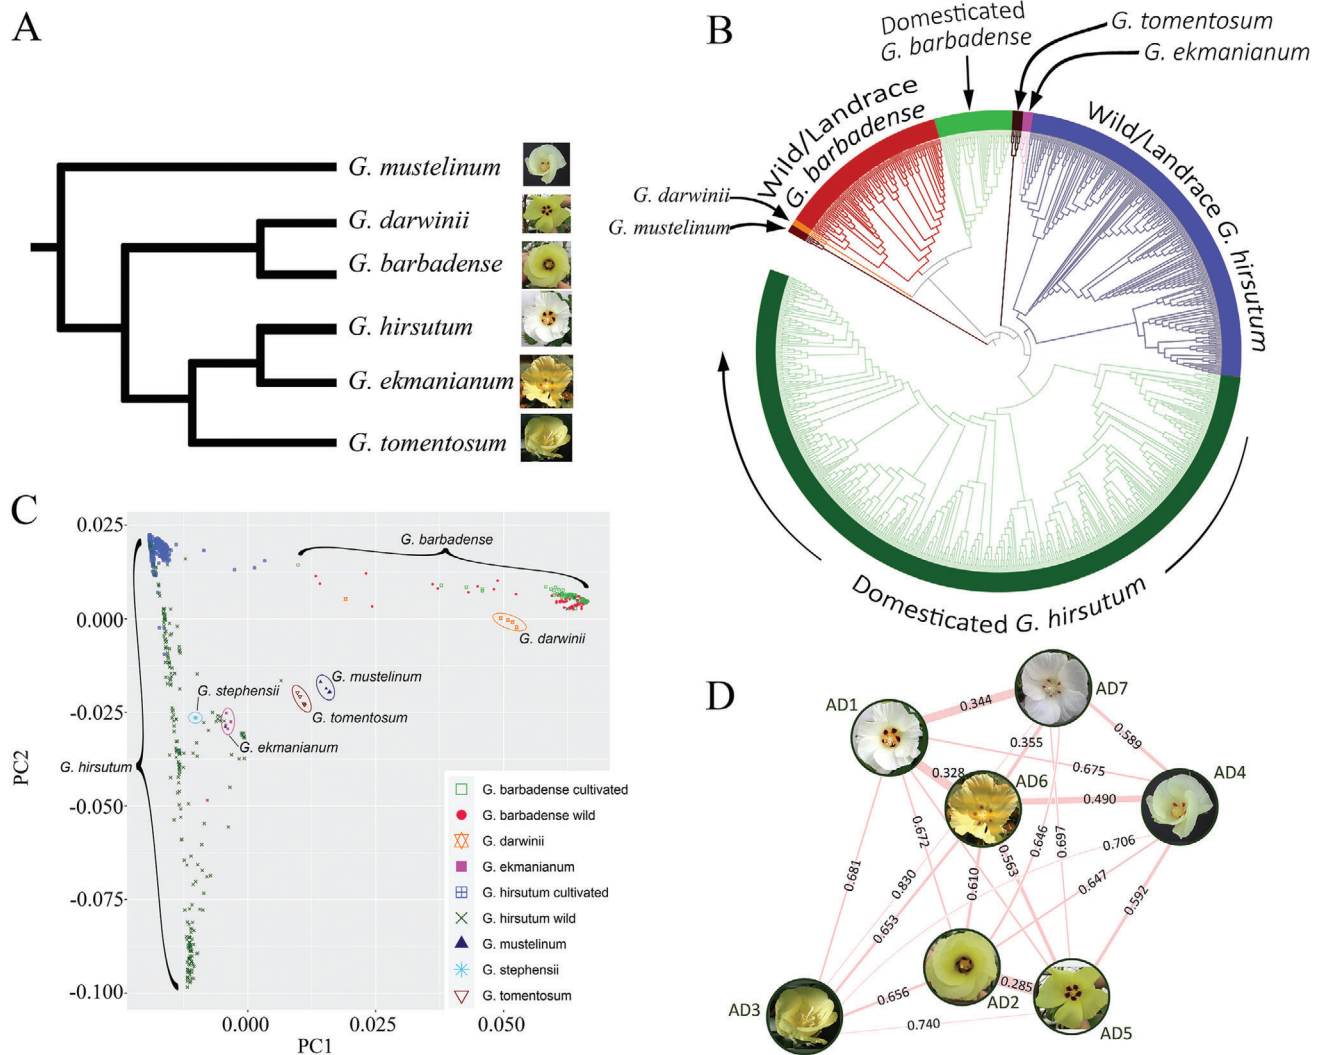 A
G. mustelinum
G. darwinii
G. barbadense
G. hirsutum
G. ekmanianum
G. tomentosum
B
Domesticated
G. barbadense
G. tomentosum
G. ekmanianum
Wild/Landrace
G. barbadense
Wild/Landrace G. hirsutum
G. darwinii
G. mustelinum
Domesticated G. hirsutum
C
PC2
0.025
0.000
-0.025
-0.050
-0.075
-0.100
G. barbadense
G. darwinii
G. mustelinum
G. stephensii
G. tomentosum
G. ekmanianum
G. hirsutum
G. barbadense cultivated
G. barbadense wild
G. darwinii
G. ekmanianum
G. hirsutum cultivated
G. hirsutum wild
G. mustelinum
G. stephensii
G. tomentosum
0.000
0.025
0.050
PC1
D
AD7
AD1
0.344
0.589
0.355
0.675
AD4
0.328
AD6
0.490
0.672
0.646
0.697
0.706
0.563
0.681
0.830
0.610
0.647
0.592
0.653
0.285
AD3
0.656
AD2
AD5
0.740